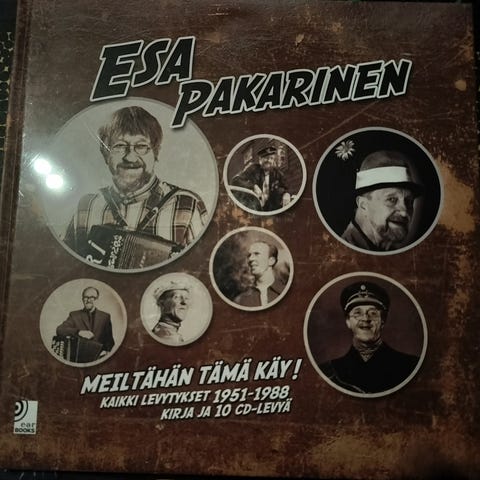 ESA
PAKARINEN
MEILTÄHÄN TÄMÄ KÄY!
KAIKKI LEVYTYKSET 1951-1988
KIRJA JA 10 CD-LEVYÄ
ear
BOOKS